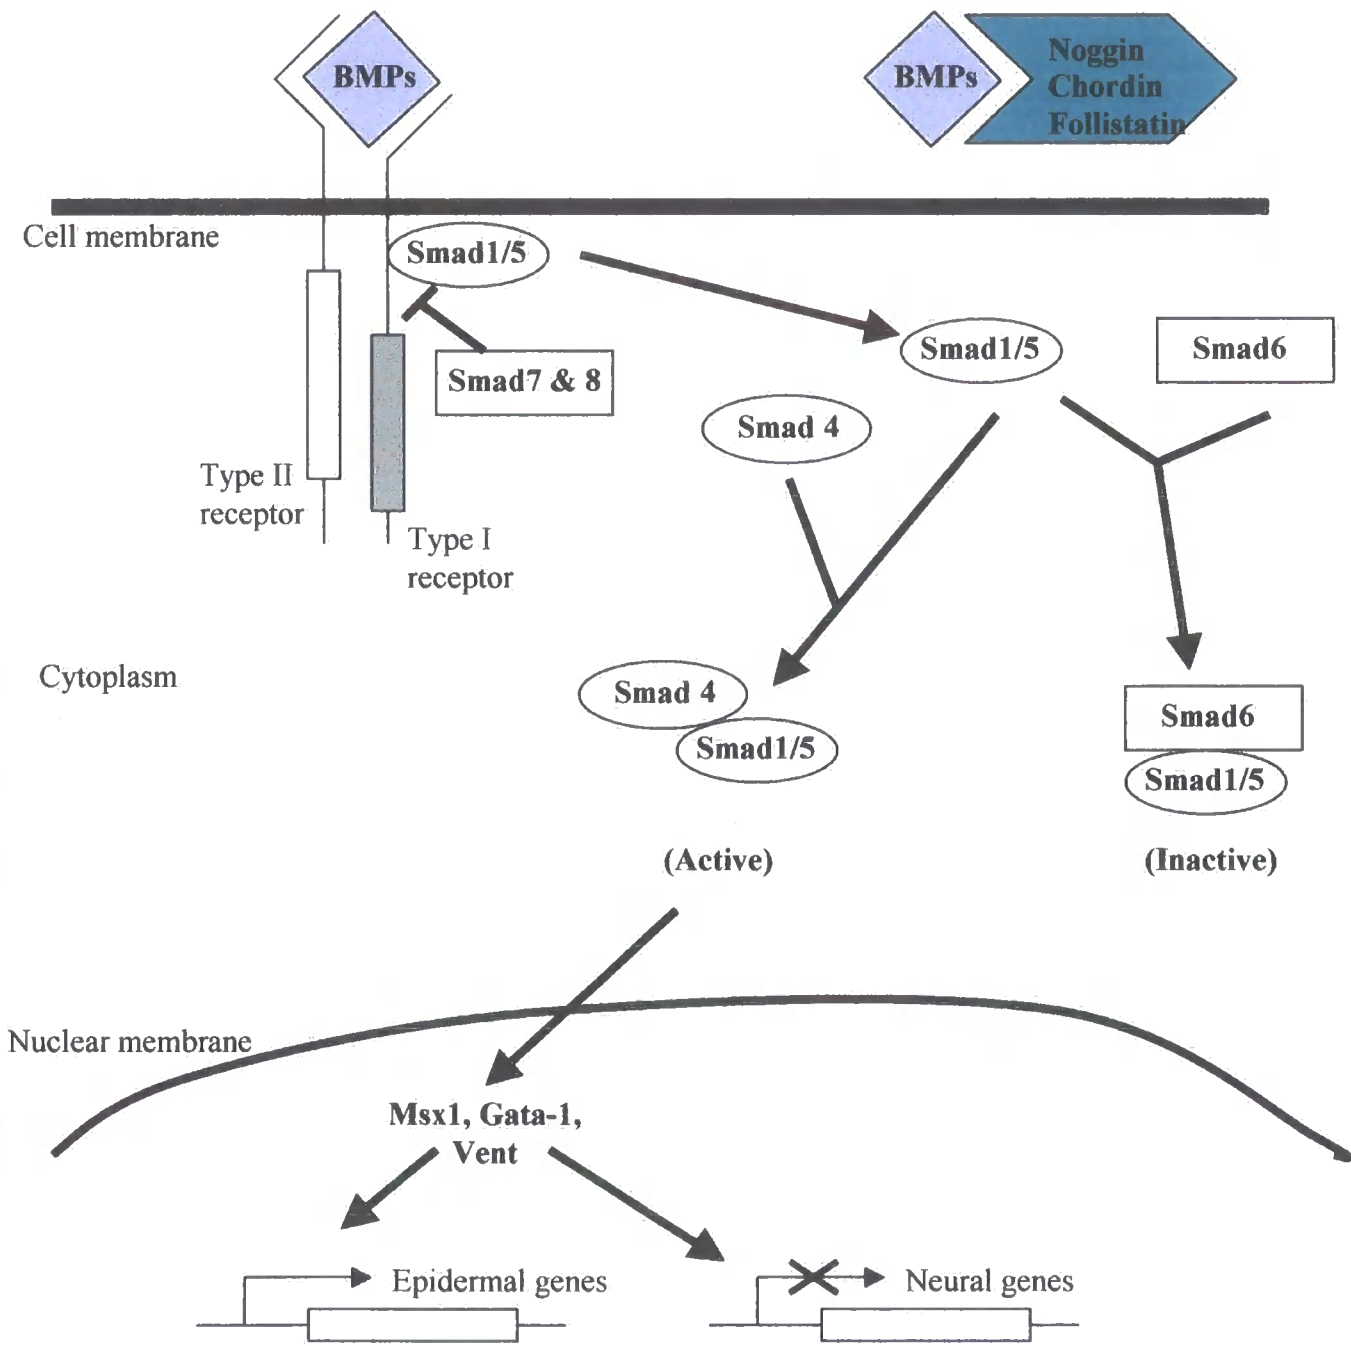 BMPs
BMPs
Noggin
Chordin
Follistatin
Cell membrane
Smad1/5
Smad1/5
Smad6
Smad7 & 8
Smad 4
Type II
receptor
Type I
receptor
Cytoplasm
Smad 4
Smad1/5
Smad6
Smad1/5
(Active)
(Inactive)
Nuclear membrane
Msx1, Gata-1,
Vent
Epidermal genes
Neural genes